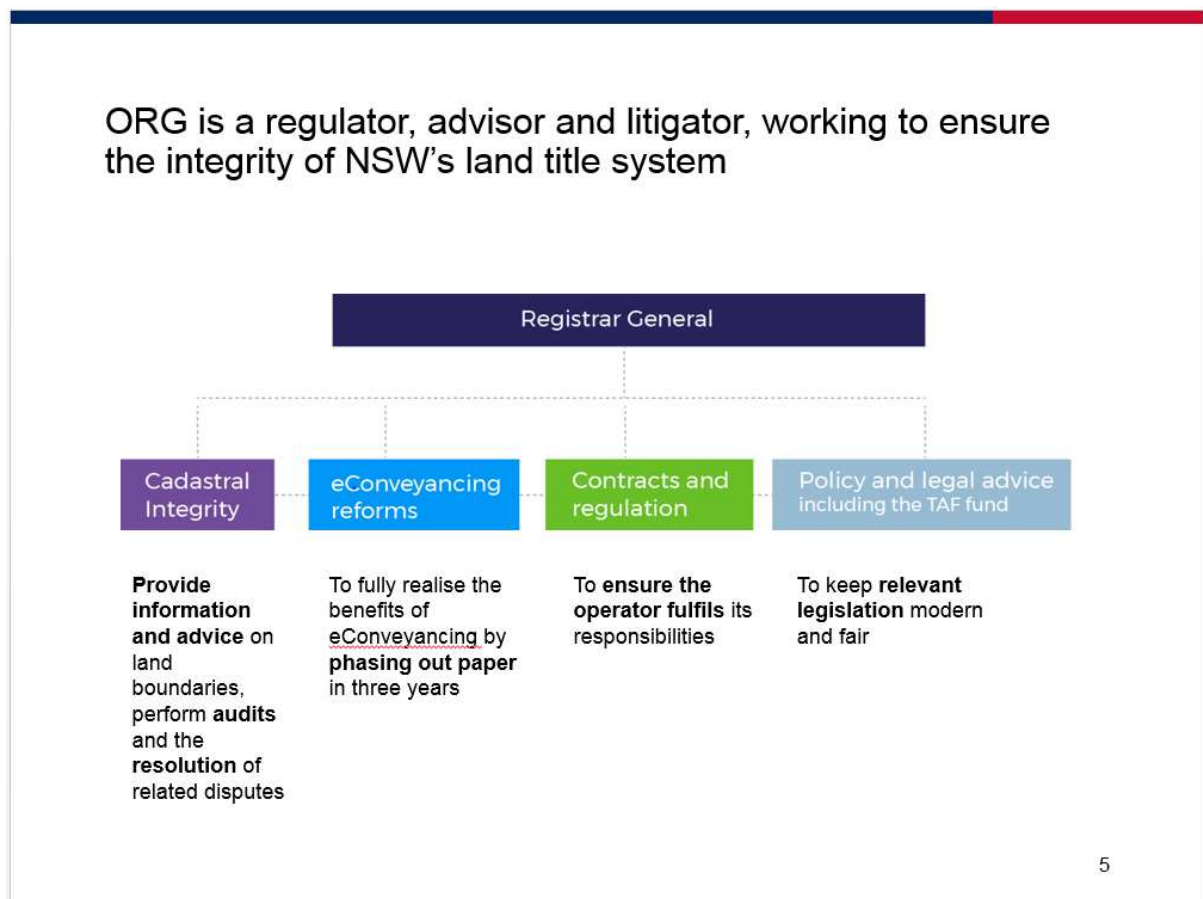 ORG is a regulator, advisor and litigator, working to ensure
the integrity of NSW's land title system
Registrar General
Cadastral
Integrity
eConveyancing
reforms
Contracts and
regulation
Policy and legal advice
including the TAF fund
Provide
information
and advice on
land
boundaries,
perform audits
and the
resolution of
related disputes
To fully realise the
benefits of
eConveyancing by
phasing out paper
in three years
To ensure the
operator fulfils its
responsibilities
To keep relevant
legislation modern
and fair
5